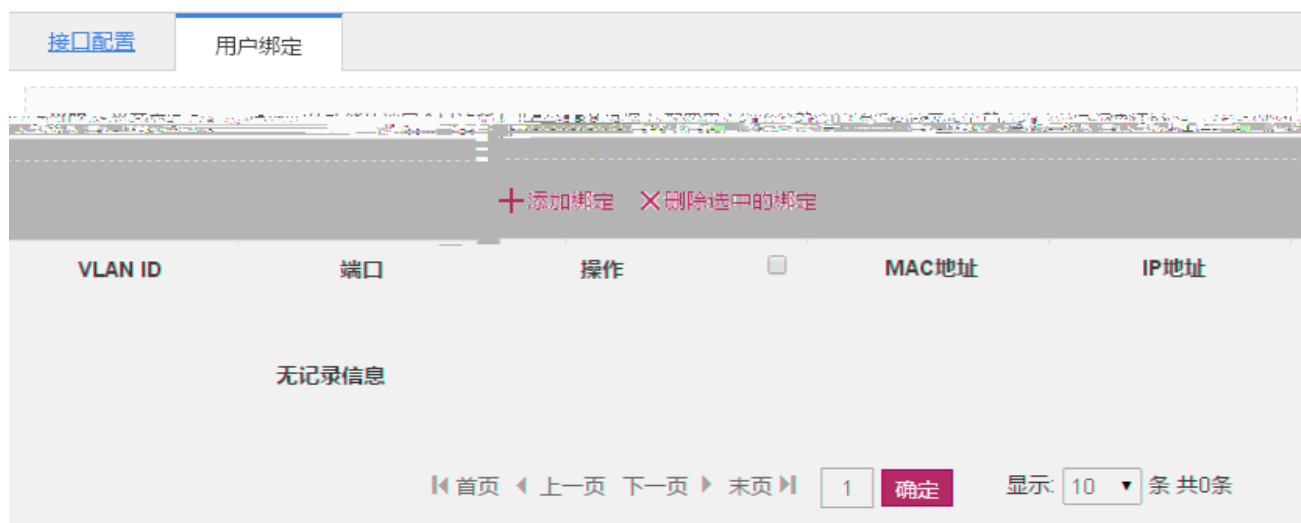 接口配置 用户绑定
添加绑定 删除选中的绑定
VLAN ID 端口 操作 MAC地址 IP地址
无记录信息
首页 上一页 下一页 末页 1 确定 显示: 10 条 共0条